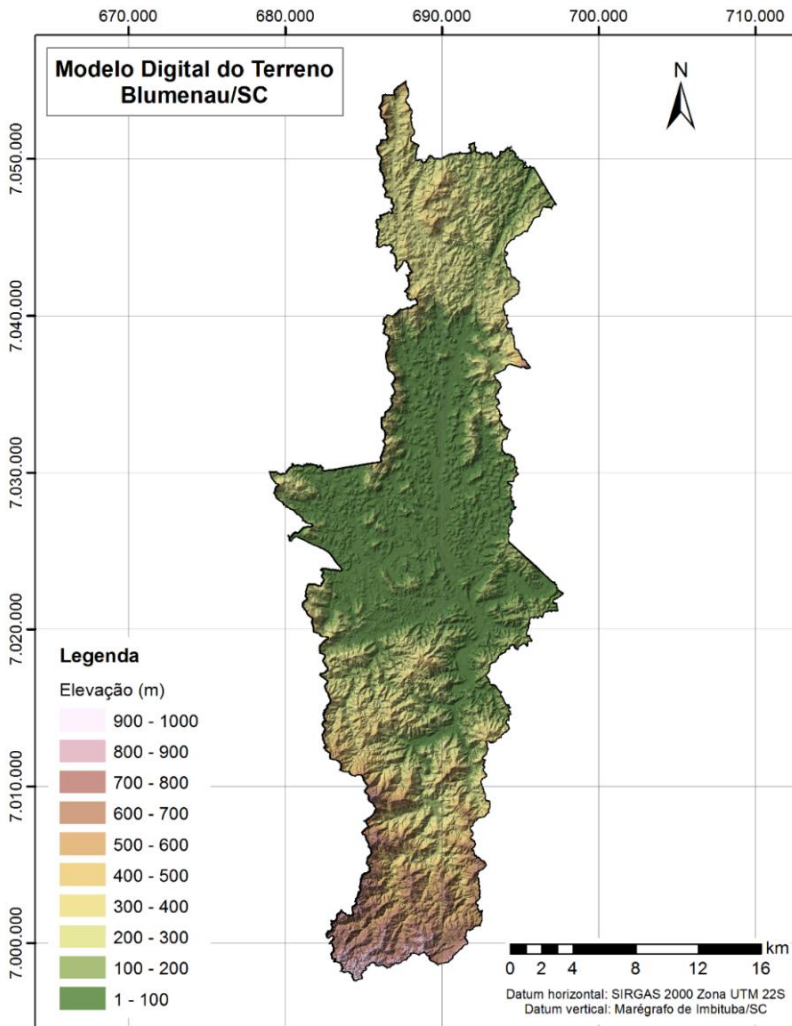 670.000 680.000 690.000 700.000 710.000
Modelo Digital do Terreno
Blumenau/SC
N
7.050.000
7.040.000
7.030.000
7.020.000
7.010.000
7.000.000
Legenda
Elevação (m)
900 - 1000
800 - 900
700 - 800
600 - 700
500 - 600
400 - 500
300 - 400
200 - 300
100 - 200
1 - 100
km
0 2 4 8 12 16
Datum horizontal: SIRGAS 2000 Zona UTM 22S
Datum vertical: Marégrafo de Imbituba/SC